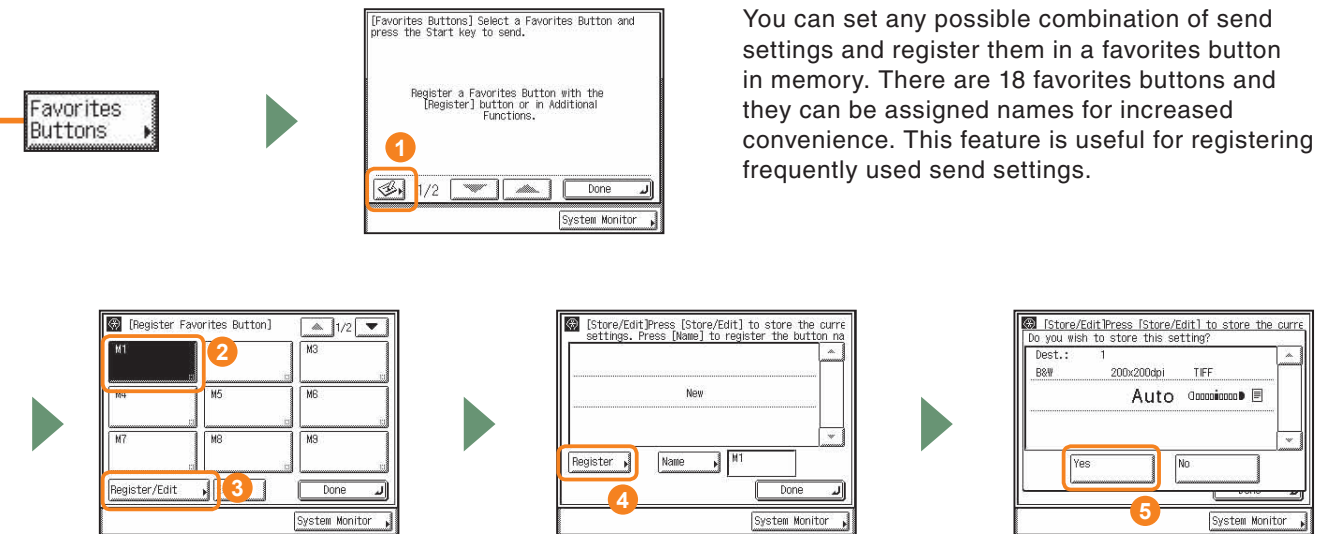 Favorites
Buttons
[Favorites Buttons] Select a Favorites Button and
press the Start key to send.
Register a Favorites Button with the
[Register] button or in Additional
Functions.
1
1/2
Done
System Monitor
You can set any possible combination of send
settings and register them in a favorites button
in memory. There are 18 favorites buttons and
they can be assigned names for increased
convenience. This feature is useful for registering
frequently used send settings.
[Register Favorites Button]
1/2
M1
2
M3
M4
M5
M6
M7
M8
M9
Register/Edit
3
Done
System Monitor
[Store/Edit]Press [Store/Edit] to store the curre
settings. Press [Name] to register the button na
New
Register
Name
M1
4
Done
System Monitor
[Store/Edit]Press [Store/Edit] to store the curre
Do you wish to store this setting?
Dest.: 1
B&W 200x200dpi TIFF
Auto
Yes
No
Done
5
System Monitor